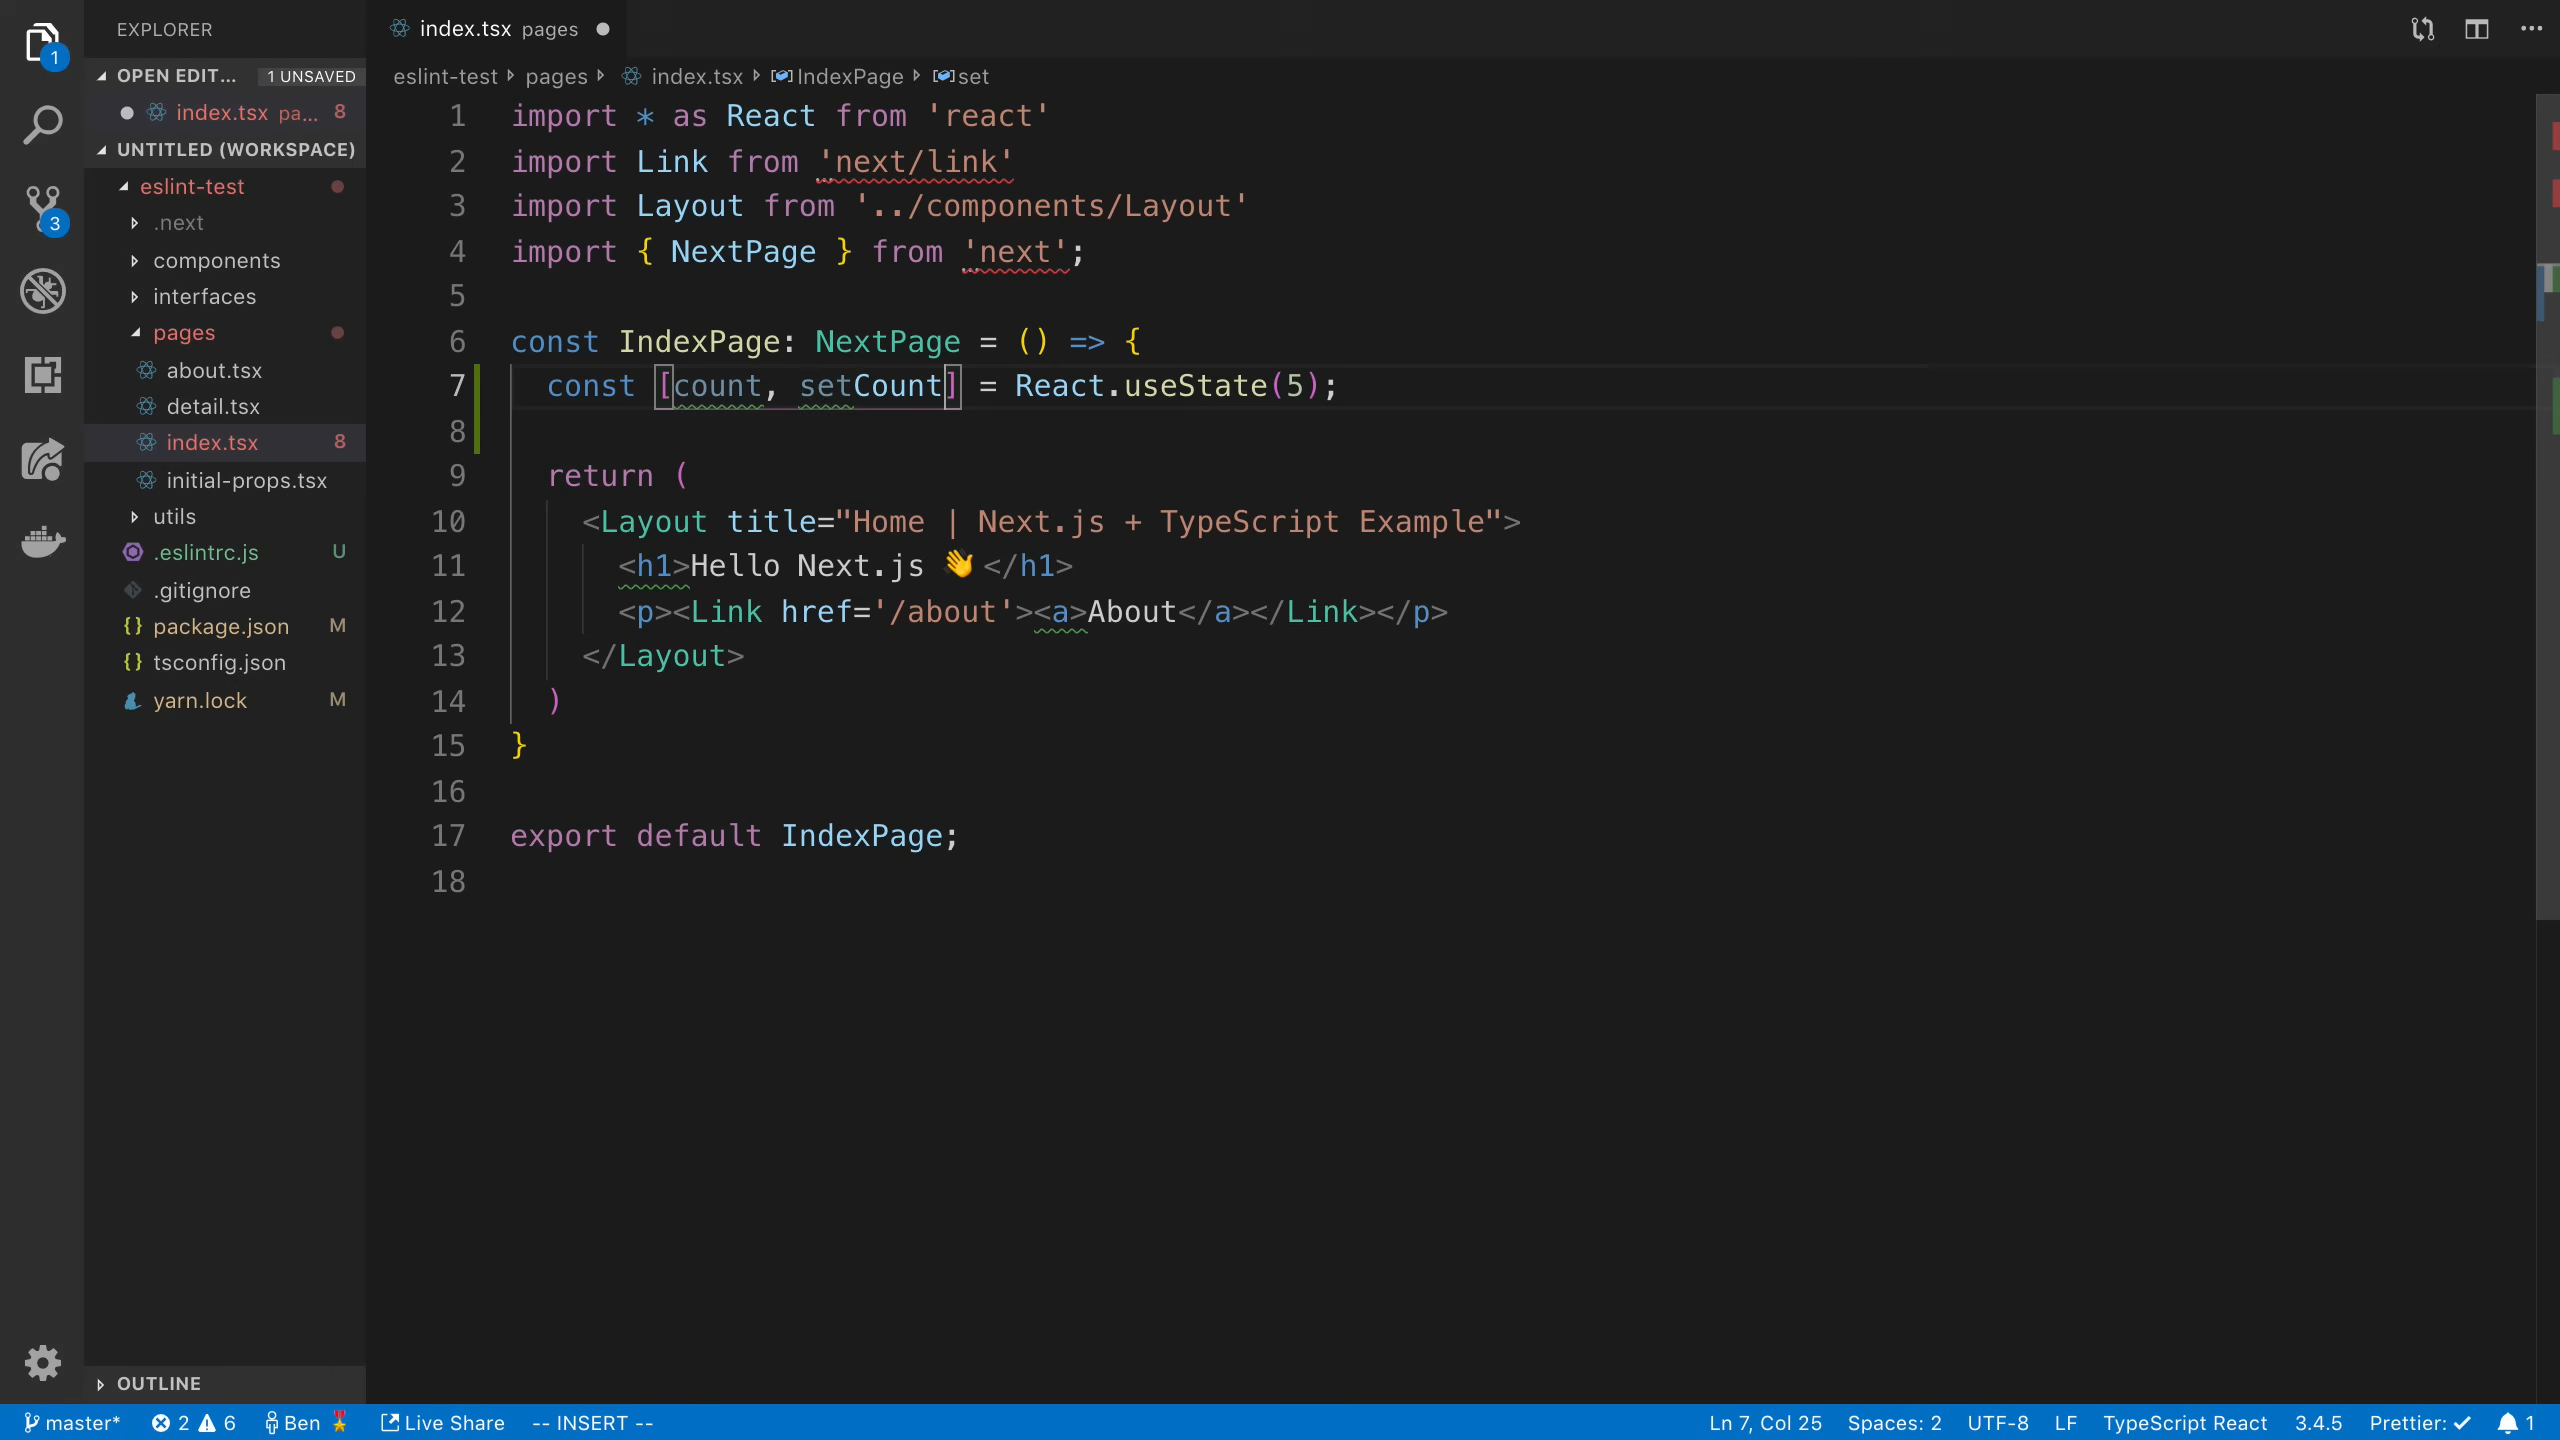 EXPLORER
OPEN EDIT... 1 UNSAVED
index.tsx pa... 8
UNTITLED (WORKSPACE)
eslint-test
.next
components
interfaces
pages
about.tsx
detail.tsx
index.tsx 8
initial-props.tsx
utils
.eslintrc.js U
.gitignore
package.json M
tsconfig.json
yarn.lock M
OUTLINE
1
3
index.tsx pages
eslint-test pages index.tsx IndexPage set
1 import * as React from 'react'
2 import Link from 'next/link'
3 import Layout from '../components/Layout'
4 import { NextPage } from 'next';
5
6 const IndexPage: NextPage = () => {
7 const [count, setCount] = React.useState(5);
8
9 return (
10 <Layout title="Home | Next.js + TypeScript Example">
11 <h1>Hello Next.js 👋</h1>
12 <p><Link href='/about'><a>About</a></Link></p>
13 </Layout>
14 )
15 }
16
17 export default IndexPage;
18
master* 2 6 Ben 🎖️ Live Share -- INSERT -- Ln 7, Col 25 Spaces: 2 UTF-8 LF TypeScript React 3.4.5 Prettier: ✓ 1